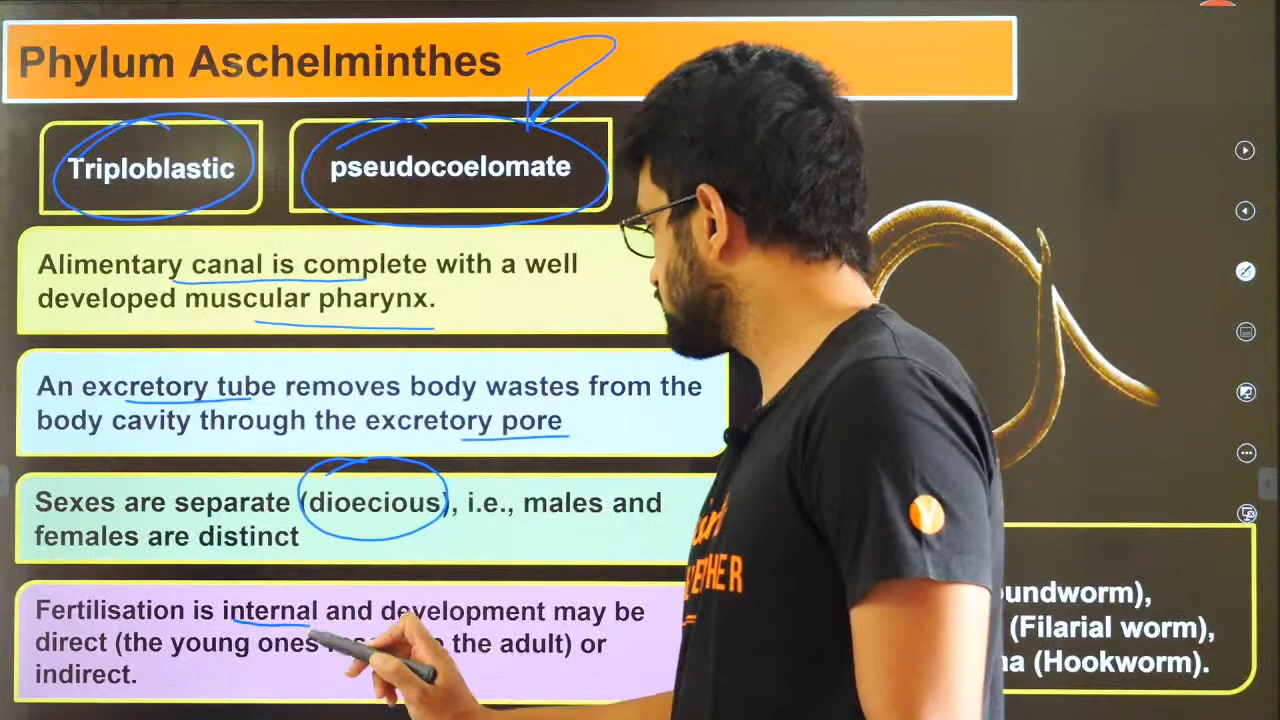 Phylum Aschelminthes
Triploblastic
pseudocoelomate
Alimentary canal is complete with a well
developed muscular pharynx.
An excretory tube removes body wastes from the
body cavity through the excretory pore
Sexes are separate (dioecious), i.e., males and
females are distinct
Fertilisation is internal and development may be
direct (the young ones the adult) or
indirect.
(Filarial worm),
(Hookworm).